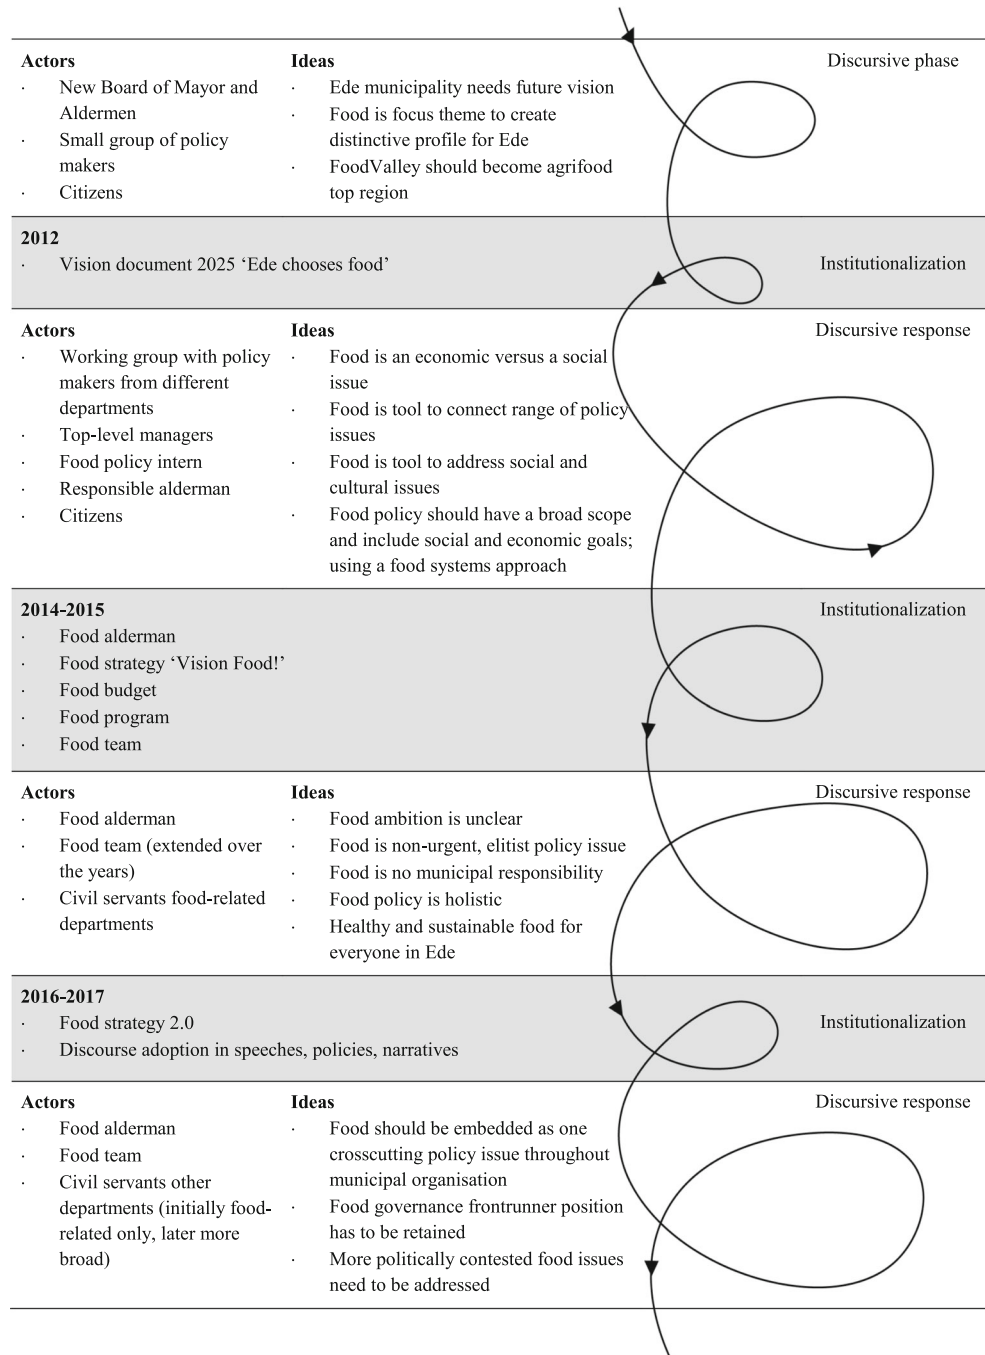 Discursive phase
Actors
· New Board of Mayor and
Aldermen
· Small group of policy
makers
· Citizens
Ideas
· Ede municipality needs future vision
· Food is focus theme to create
distinctive profile for Ede
· FoodValley should become agrifood
top region
2012
· Vision document 2025 ‘Ede chooses food’
Institutionalization
Discursive response
Actors
· Working group with policy
makers from different
departments
· Top-level managers
· Food policy intern
· Responsible alderman
· Citizens
Ideas
· Food is an economic versus a social
issue
· Food is tool to connect range of policy
issues
· Food is tool to address social and
cultural issues
· Food policy should have a broad scope
and include social and economic goals;
using a food systems approach
2014-2015
Institutionalization
· Food alderman
· Food strategy ‘Vision Food!’
· Food budget
· Food program
· Food team
Discursive response
Actors
· Food alderman
· Food team (extended over
the years)
· Civil servants food-related
departments
Ideas
· Food ambition is unclear
· Food is non-urgent, elitist policy issue
· Food is no municipal responsibility
· Food policy is holistic
· Healthy and sustainable food for
everyone in Ede
2016-2017
· Food strategy 2.0
· Discourse adoption in speeches, policies, narratives
Institutionalization
Discursive response
Actors
· Food alderman
· Food team
· Civil servants other
departments (initially food-
related only, later more
broad)
Ideas
· Food should be embedded as one
crosscutting policy issue throughout
municipal organisation
· Food governance frontrunner position
has to be retained
· More politically contested food issues
need to be addressed